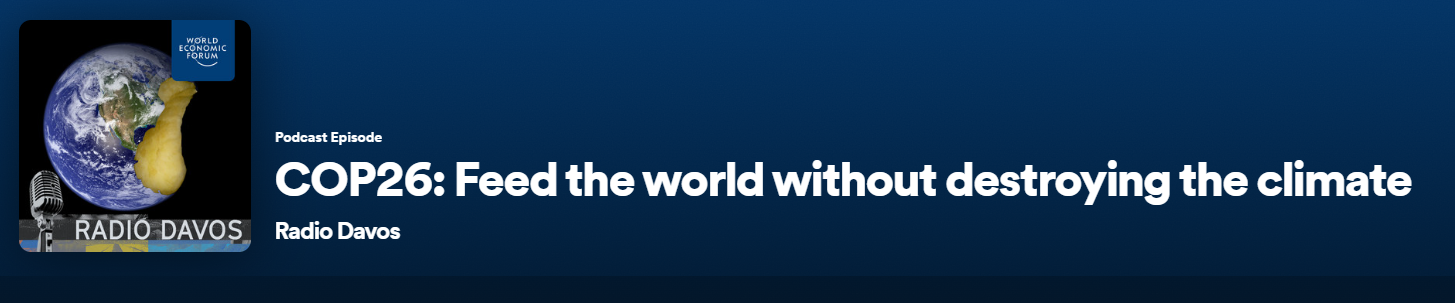 WORLD
ECONOMIC
FORUM
RADIO DAVOS
Podcast Episode
COP26: Feed the world without destroying the climate
Radio Davos